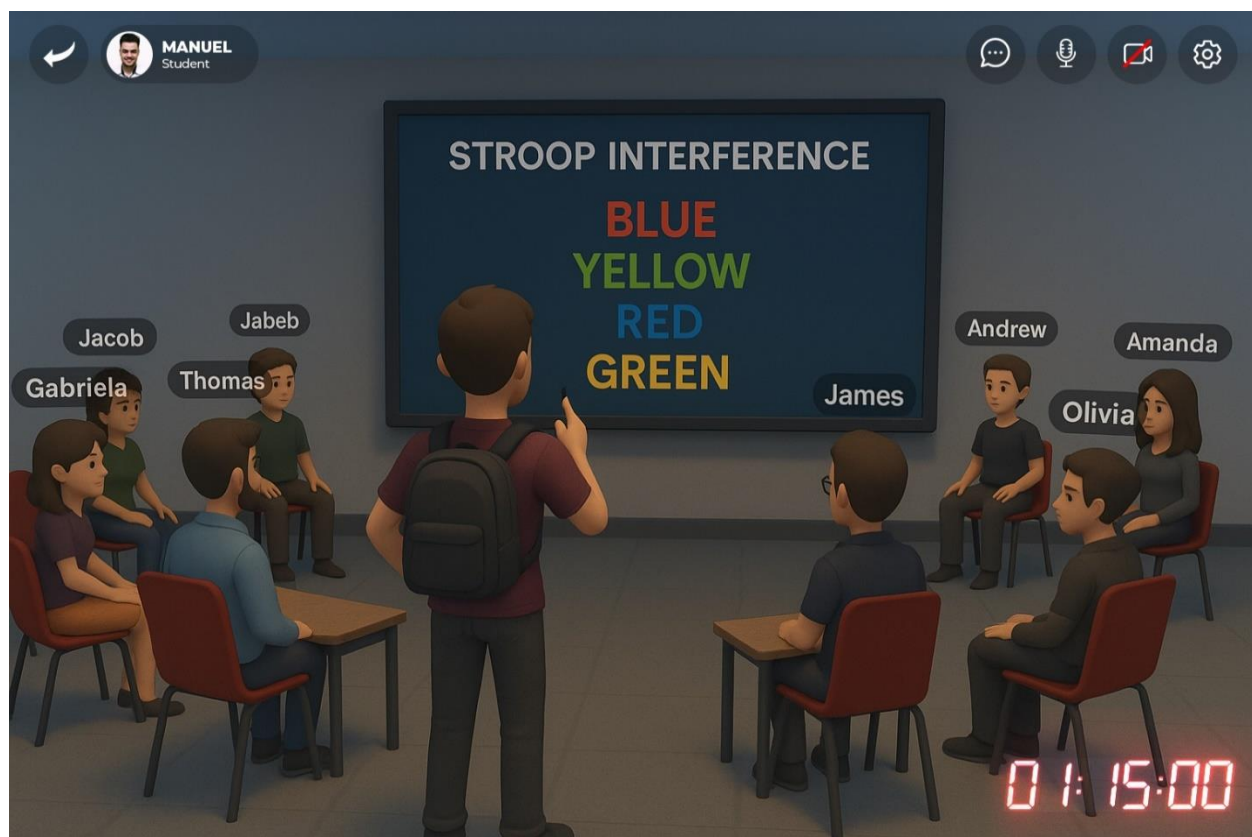 MANUEL
Student
STROOP INTERFERENCE
BLUE
YELLOW
RED
GREEN
Jacob
Jabeb
Gabriela
Thomas
Andrew
Amanda
James
Olivia
01:15:00